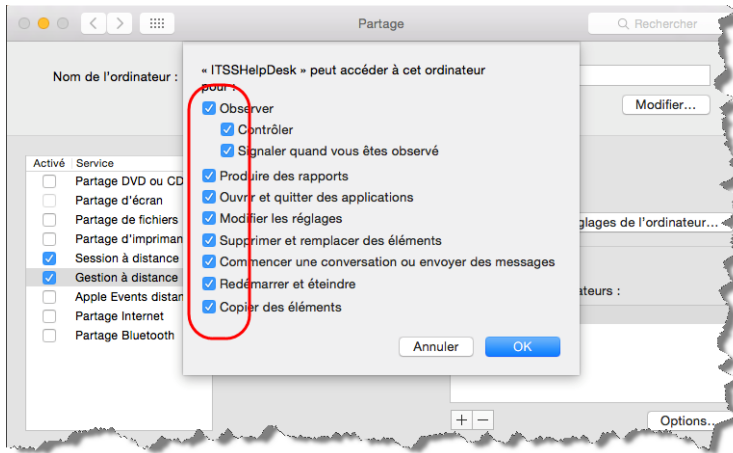 Partage
Rechercher
Nom de l'ordinateur :
Modifier...
« ITSSHelpDesk » peut accéder à cet ordinateur
pour :
Observer
Contrôler
Signaler quand vous êtes observé
Produire des rapports
Ouvrir et quitter des applications
Modifier les réglages
Supprimer et remplacer des éléments
Commencer une conversation ou envoyer des messages
Redémarrer et éteindre
Copier des éléments
Annuler
OK
Activé Service
Partage DVD ou CD
Partage d'écran
Partage de fichiers
Partage d'impriman
Session à distance
Gestion à distance
Apple Events distan
Partage Internet
Partage Bluetooth
glages de l'ordinateur...
ateurs :
+ −
Options..